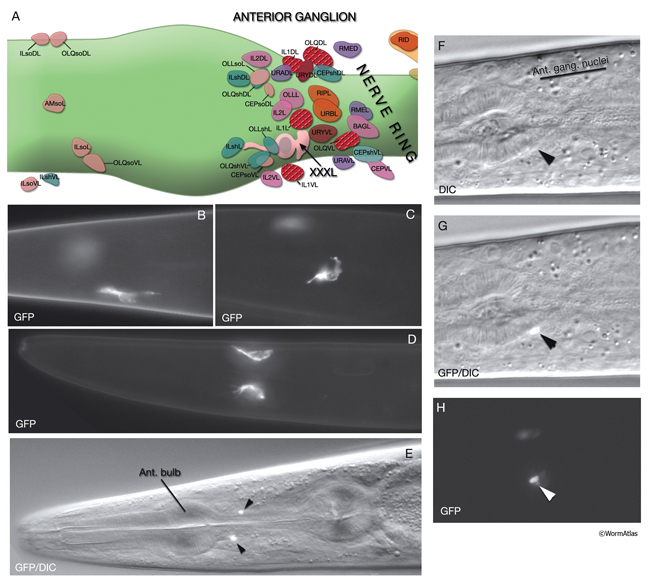 A
ANTERIOR GANGLION
ILsoDL
OLQsoDL
OLLsoL
IL2DL
IL1DL
OLQDL
RMED
RID
ILshDL
URADL
URYDL
CEPshDL
OLQshDL
CEPsoDL
NERVE RING
AMsoL
OLLL
RIPL
IL2L
URBL
RMEL
OLLshL
IL1L
URYVL
BAGL
ILsoL
ILshL
OLQVL
OLQsoVL
OLQshVL
CEPsoVL
XXXL
URAVL
CEPshVL
ILsoVL
ILshVL
IL2VL
IL1VL
CEPVL
B
GFP
C
GFP
D
GFP
E
Ant. bulb
GFP/DIC
F
Ant. gang. nuclei
DIC
G
GFP/DIC
H
GFP
©WormAtlas